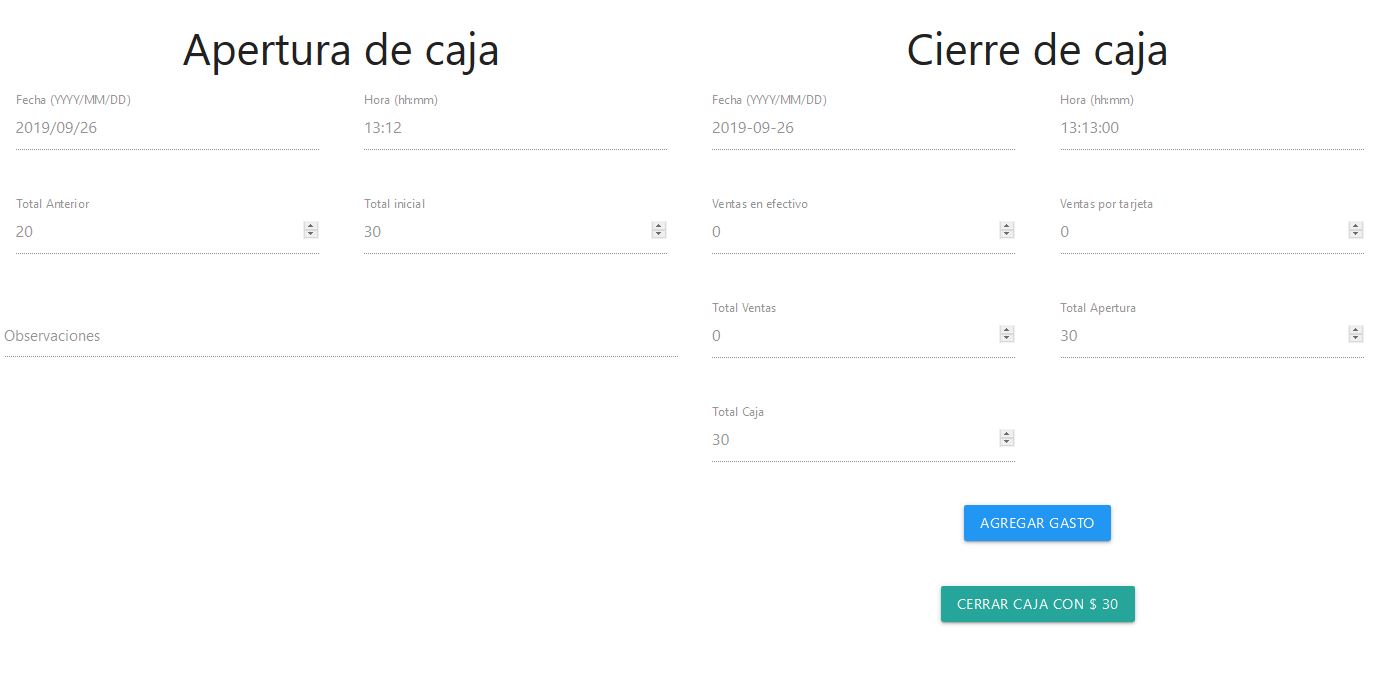 Apertura de caja
Fecha (YYYY/MM/DD)
2019/09/26
Hora (hh:mm)
13:12
Total Anterior
20
Total inicial
30
Observaciones
Cierre de caja
Fecha (YYYY/MM/DD)
2019-09-26
Hora (hh:mm)
13:13:00
Ventas en efectivo
0
Ventas por tarjeta
0
Total Ventas
0
Total Apertura
30
Total Caja
30
AGREGAR GASTO
CERRAR CAJA CON $ 30